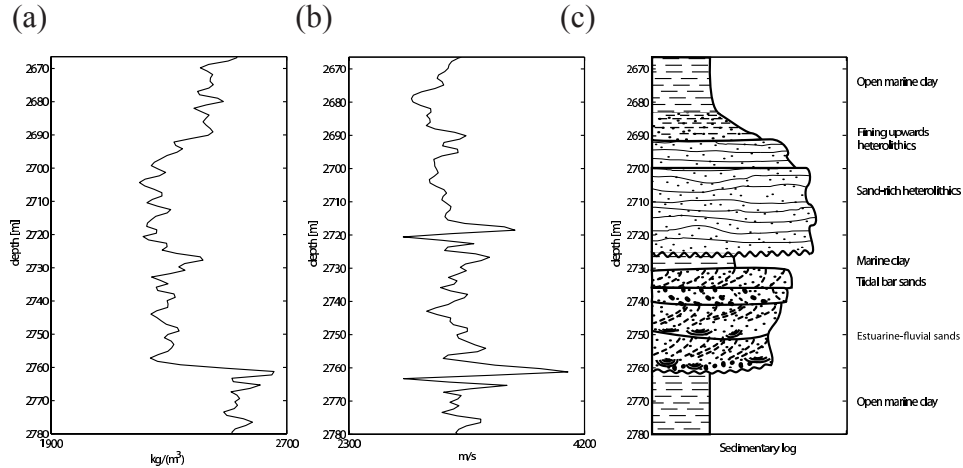 (a)
2670
2680
2690
2700
2710
2720
2730
2740
2750
2760
2770
2780
depth [m]
1900
2700
kg/(m³)
(b)
2670
2680
2690
2700
2710
2720
2730
2740
2750
2760
2770
2780
depth [m]
2300
4200
m/s
(c)
2670
2680
2690
2700
2710
2720
2730
2740
2750
2760
2770
2780
depth [m]
Sedimentary log
Open marine clay
Fining upwards
heterolithics
Sand-rich heterolithics
Marine clay
Tiidal bar sands
Estuarine-fluvial sands
Open marine clay